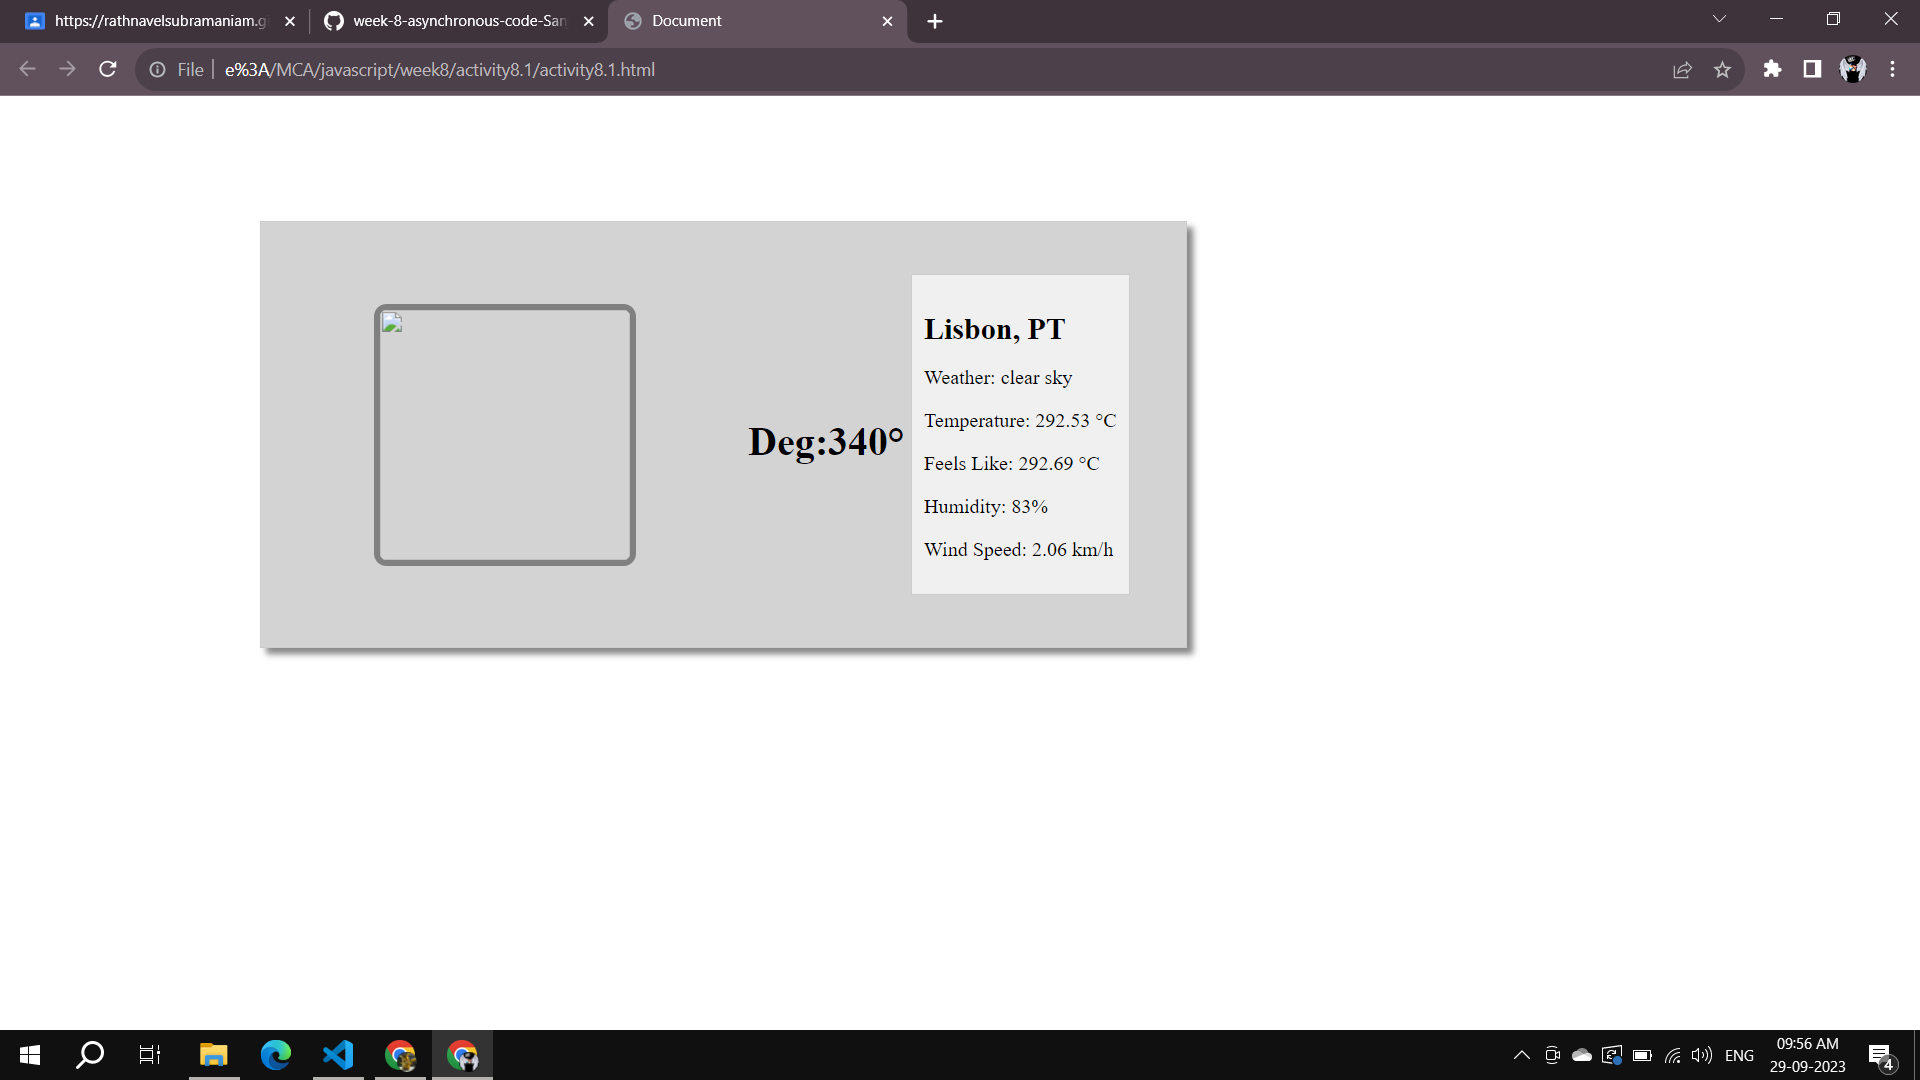 https://rathnavelsubramaniam.g
week-8-asynchronous-code-San
Document
File
e%3A/MCA/javascript/week8/activity8.1/activity8.1.html
Deg:340°
Lisbon, PT
Weather: clear sky
Temperature: 292.53 °C
Feels Like: 292.69 °C
Humidity: 83%
Wind Speed: 2.06 km/h
ENG
09:56 AM
29-09-2023
4